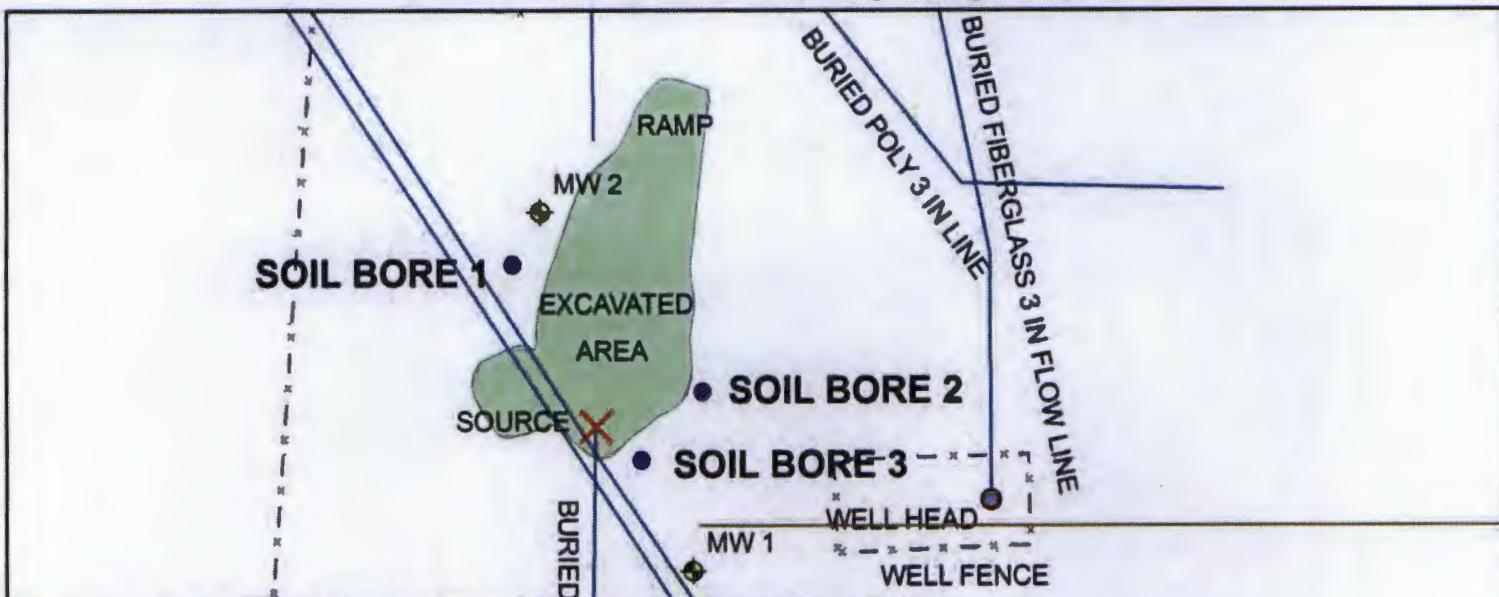 RAMP
BURIED POLY 3 IN LINE
BURIED FIBERGLASS 3 IN FLOW LINE
MW 2
SOIL BORE 1
EXCAVATED
AREA
SOIL BORE 2
SOURCE
SOIL BORE 3
BURIED
WELL HEAD
MW 1
WELL FENCE